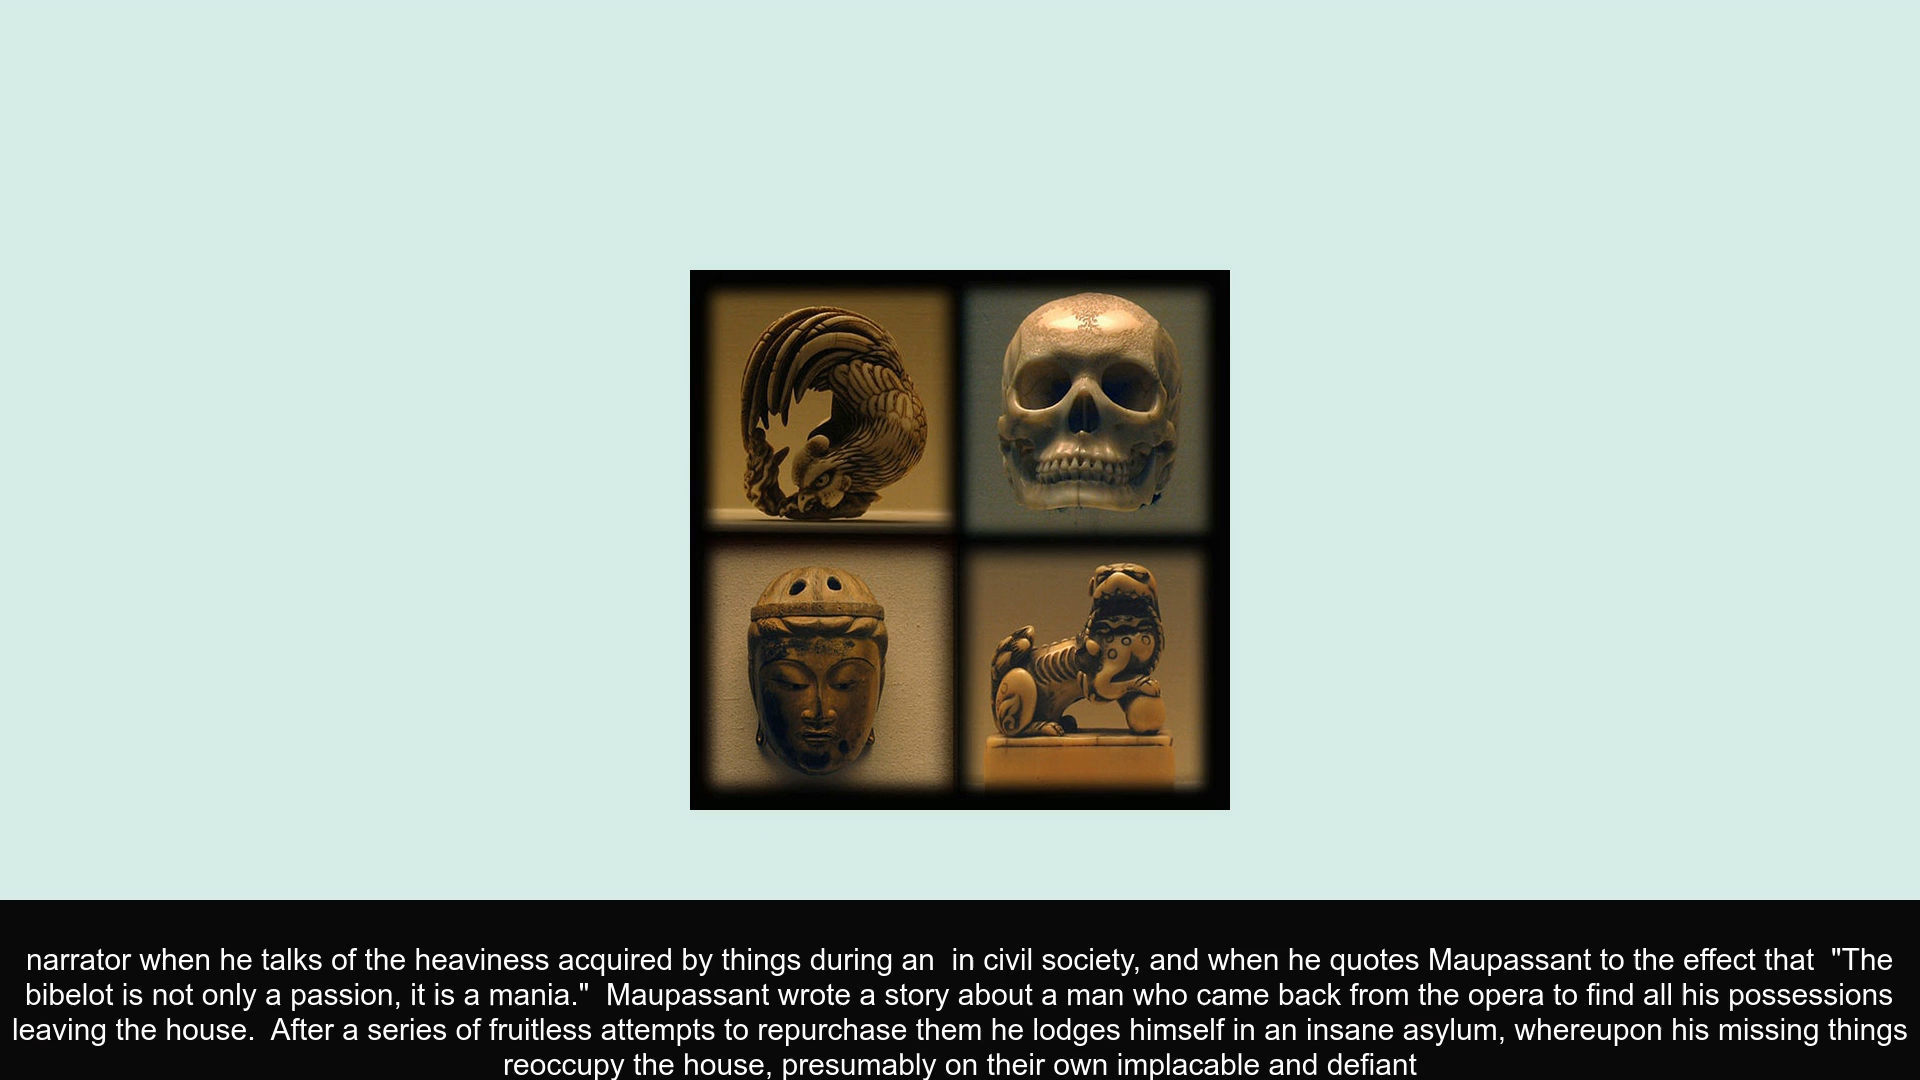 narrator when he talks of the heaviness acquired by things during an  in civil society, and when he quotes Maupassant to the effect that  "The
bibelot is not only a passion, it is a mania."  Maupassant wrote a story about a man who came back from the opera to find all his possessions
leaving the house.  After a series of fruitless attempts to repurchase them he lodges himself in an insane asylum, whereupon his missing things
reoccupy the house, presumably on their own implacable and defiant